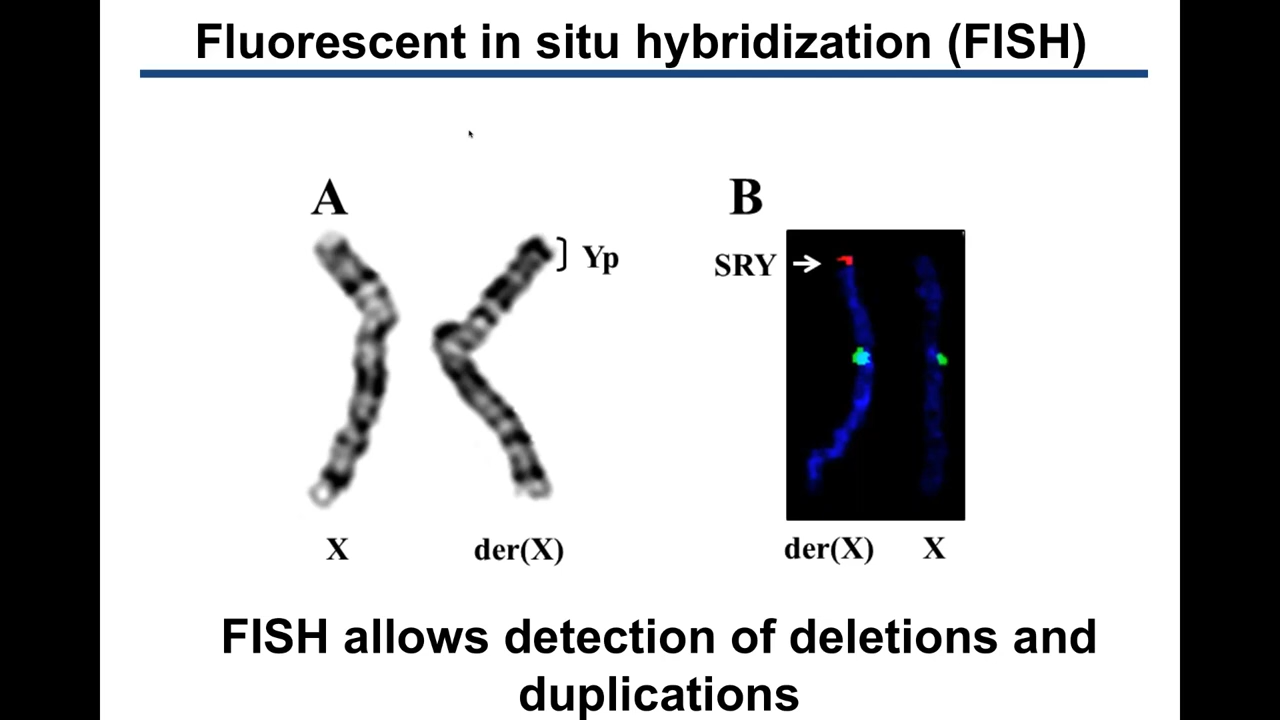 Fluorescent in situ hybridization (FISH)
A
B
Yp
SRY
X
der(X)
der(X)
X
FISH allows detection of deletions and
duplications